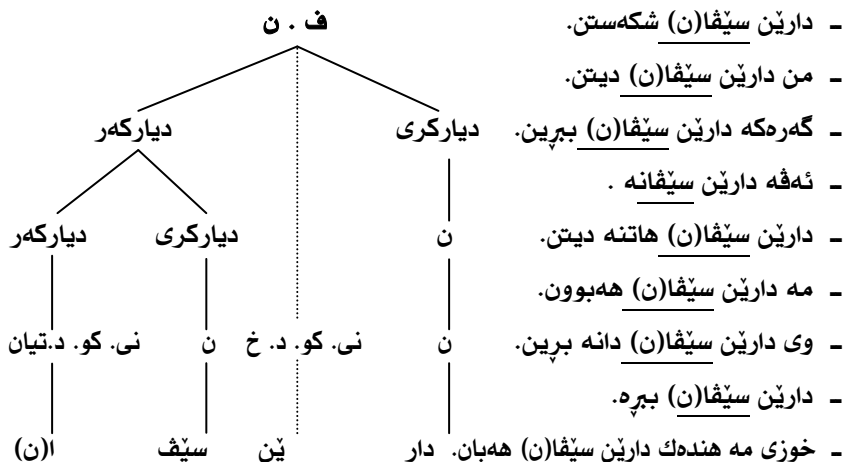 ف . ن
ـ دارێن سێڤا(ن) شکەستن.
ـ من دارێن سێڤا(ن) دیتن.
ـ گەرەکە دارێن سێڤا(ن) ببڕین.
دیارکری
دیارکەر
ـ ئەڤە دارێن سێڤانە .
ـ دارێن سێڤا(ن) هاتنە دیتن.
ن
دیارکری
دیارکەر
ـ مە دارێن سێڤا(ن) هەبوون.
ـ وی دارێن سێڤا(ن) دانە بڕین.
ن
نی. کو. د. خ
ن
نی. کو. د.تیان
ـ دارێن سێڤا(ن) ببڕە.
ـ خوزی مە هندەك دارێن سێڤا(ن) هەبان.
دار
ێن
سێڤ
ا(ن)